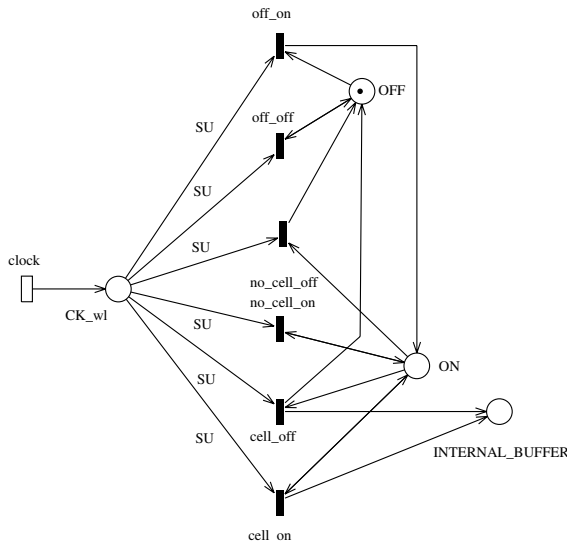 off_on
OFF
SU
off_off
SU
SU
clock
no_cell_off
no_cell_on
CK_wl
SU
ON
SU
cell_off
SU
INTERNAL_BUFFER
cell_on